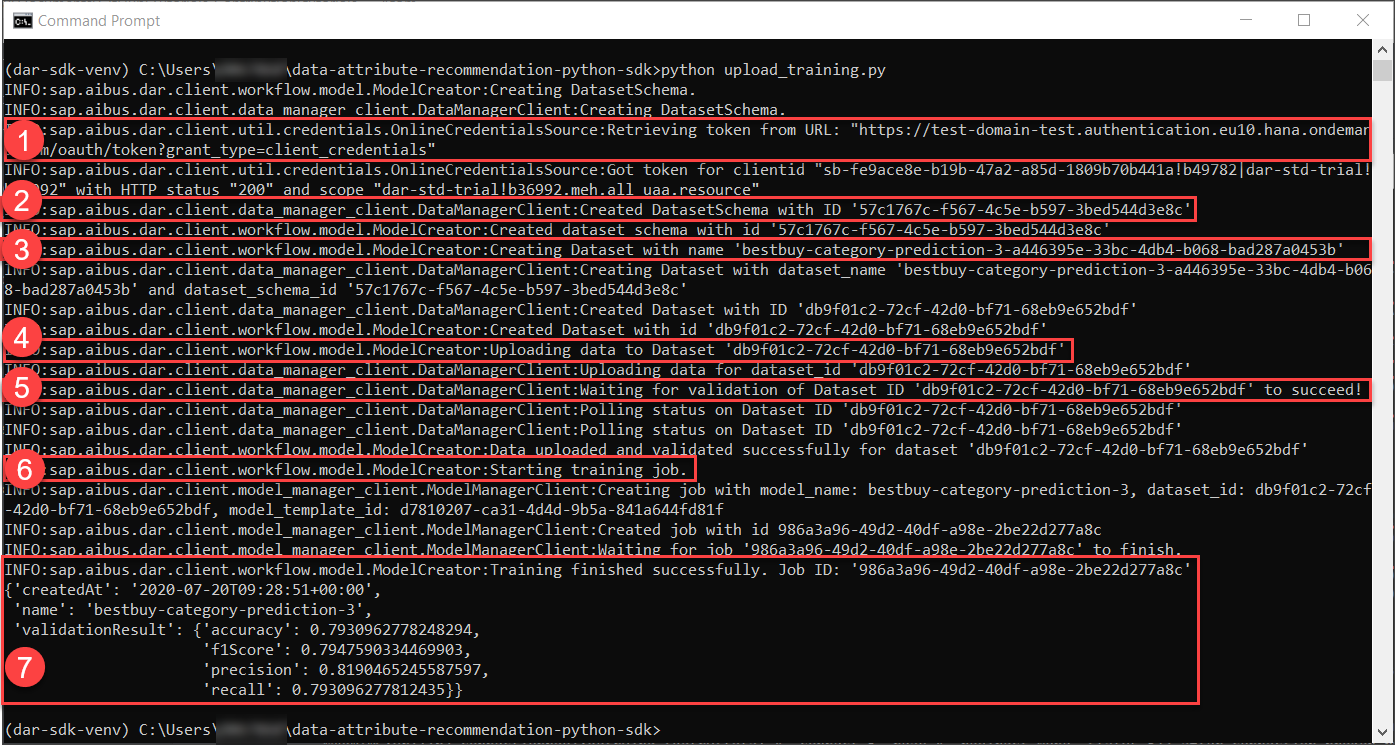 Command Prompt
(dar-sdk-venv) C:\Users\ \data-attribute-recommendation-python-sdk>python upload_training.py
INFO:sap.aibus.dar.client.workflow.model.ModelCreator:Creating DatasetSchema.
INFO:sap.aibus.dar.client.data_manager_client.DataManagerClient:Creating DatasetSchema.
1 :sap.aibus.dar.client.util.credentials.OnlineCredentialsSource:Retrieving token from URL: "https://test-domain-test.authentication.eu10.hana.ondeman
m/oauth/token?grant_type=client_credentials"
INFO:sap.aibus.dar.client.util.credentials.OnlineCredentialsSource:Got token for clientid "sb-fe9ace8e-b19b-47a2-a85d-1809b70b441a!b49782|dar-std-trial!
992" with HTTP status "200" and scope "dar-std-trial!b36992.meh.all uaa.resource"
2 :sap.aibus.dar.client.data_manager_client.DataManagerClient:Created DatasetSchema with ID '57c1767c-f567-4c5e-b597-3bed544d3e8c'
INFO:sap.aibus.dar.client.workflow.model.ModelCreator:Created dataset schema with id '57c1767c-f567-4c5e-b597-3bed544d3e8c'
3 :sap.aibus.dar.client.workflow.model.ModelCreator:Creating Dataset with name 'bestbuy-category-prediction-3-a446395e-33bc-4db4-b068-bad287a0453b'
INFO:sap.aibus.dar.client.data_manager_client.DataManagerClient:Creating Dataset with dataset_name 'bestbuy-category-prediction-3-a446395e-33bc-4db4-b06
8-bad287a0453b' and dataset_schema_id '57c1767c-f567-4c5e-b597-3bed544d3e8c'
INFO:sap.aibus.dar.client.data_manager_client.DataManagerClient:Created Dataset with ID 'db9f01c2-72cf-42d0-bf71-68eb9e652bdf'
INFO:sap.aibus.dar.client.workflow.model.ModelCreator:Created Dataset with id 'db9f01c2-72cf-42d0-bf71-68eb9e652bdf'
4 :sap.aibus.dar.client.workflow.model.ModelCreator:Uploading data to Dataset 'db9f01c2-72cf-42d0-bf71-68eb9e652bdf'
INFO:sap.aibus.dar.client.data_manager_client.DataManagerClient:Uploading data for dataset_id 'db9f01c2-72cf-42d0-bf71-68eb9e652bdf'
5 :sap.aibus.dar.client.data_manager_client.DataManagerClient:Waiting for validation of Dataset ID 'db9f01c2-72cf-42d0-bf71-68eb9e652bdf' to succeed!
INFO:sap.aibus.dar.client.data_manager_client.DataManagerClient:Polling status on Dataset ID 'db9f01c2-72cf-42d0-bf71-68eb9e652bdf'
INFO:sap.aibus.dar.client.data_manager_client.DataManagerClient:Polling status on Dataset ID 'db9f01c2-72cf-42d0-bf71-68eb9e652bdf'
INFO:sap.aibus.dar.client.workflow.model.ModelCreator:Data uploaded and validated successfully for dataset 'db9f01c2-72cf-42d0-bf71-68eb9e652bdf'
6 :sap.aibus.dar.client.workflow.model.ModelCreator:Starting training job.
INFO:sap.aibus.dar.client.model_manager_client.ModelManagerClient:Creating job with model_name: bestbuy-category-prediction-3, dataset_id: db9f01c2-72cf
-42d0-bf71-68eb9e652bdf, model_template_id: d7810207-ca31-4d4d-9b5a-841a644fd81f
INFO:sap.aibus.dar.client.model_manager_client.ModelManagerClient:Created job with id 986a3a96-49d2-40df-a98e-2be22d277a8c
INFO:sap.aibus.dar.client.model_manager_client.ModelManagerClient:Waiting for job '986a3a96-49d2-40df-a98e-2be22d277a8c' to finish.
INFO:sap.aibus.dar.client.workflow.model.ModelCreator:Training finished successfully. Job ID: '986a3a96-49d2-40df-a98e-2be22d277a8c'
{'createdAt': '2020-07-20T09:28:51+00:00',
'name': 'bestbuy-category-prediction-3',
'validationResult': {'accuracy': 0.7930962778248294,
'f1Score': 0.7947590334469903,
7 'precision': 0.8190465245587597,
'recall': 0.793096277812435}}
(dar-sdk-venv) C:\Users\ \data-attribute-recommendation-python-sdk>